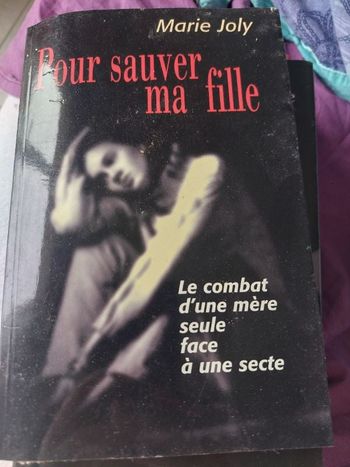 Marie Joly
Pour sauver
ma fille
Le combat
d'une mère
seule
face
à une secte